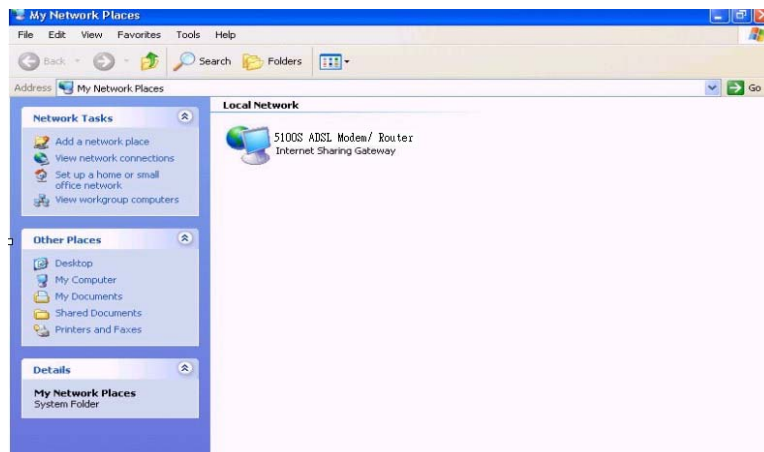 My Network Places
File Edit View Favorites Tools Help
Back Search Folders
Address My Network Places Go
Network Tasks
Add a network place
View network connections
Set up a home or small
office network
View workgroup computers
Other Places
Desktop
My Computer
My Documents
Shared Documents
Printers and Faxes
Details
My Network Places
System Folder
Local Network
5100S ADSL Modem/ Router
Internet Sharing Gateway